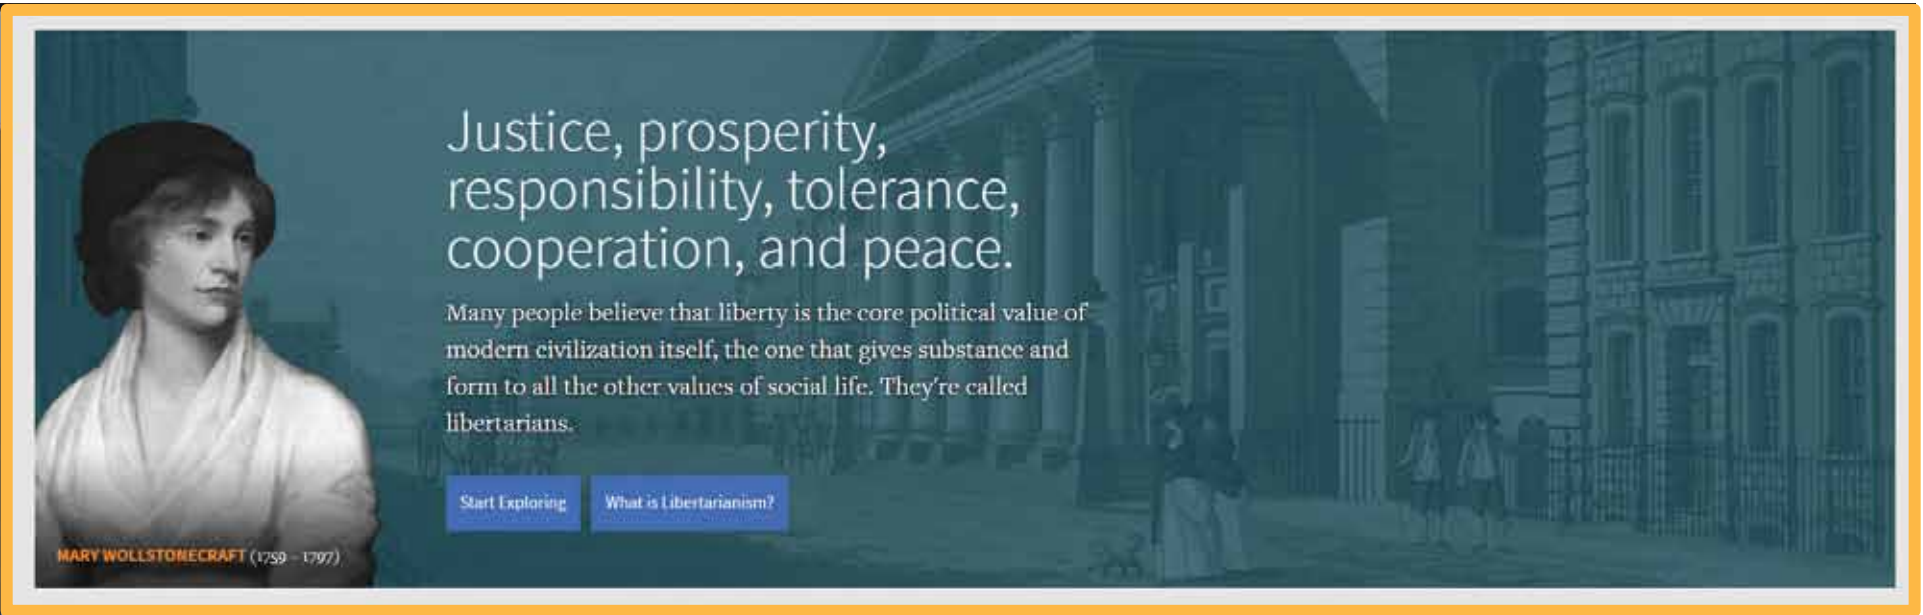 Justice, prosperity,
responsibility, tolerance,
cooperation, and peace.
Many people believe that liberty is the core political value of
modern civilization itself, the one that gives substance and
form to all the other values of social life. They're called
libertarians.
Start Exploring
What is Libertarianism?
MARY WOLLSTONECRAFT (1759 – 1797)